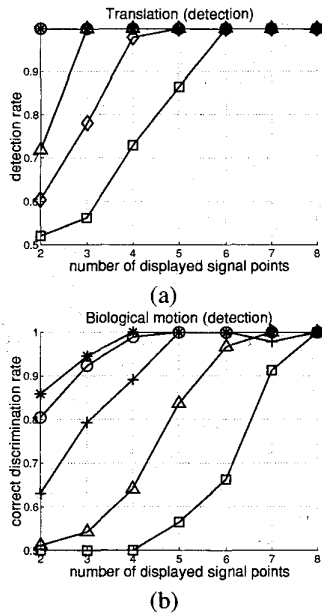 Translation (detection)
detection rate
0.9
0.8
0.7
0.6
0.5
2 3 4 5 6 7 8
number of displayed signal points
(a)
Biological motion (detection)
correct discrimination rate
1
0.9
0.8
0.7
0.6
0.5
2 3 4 5 6 7 8
number of displayed signal points
(b)